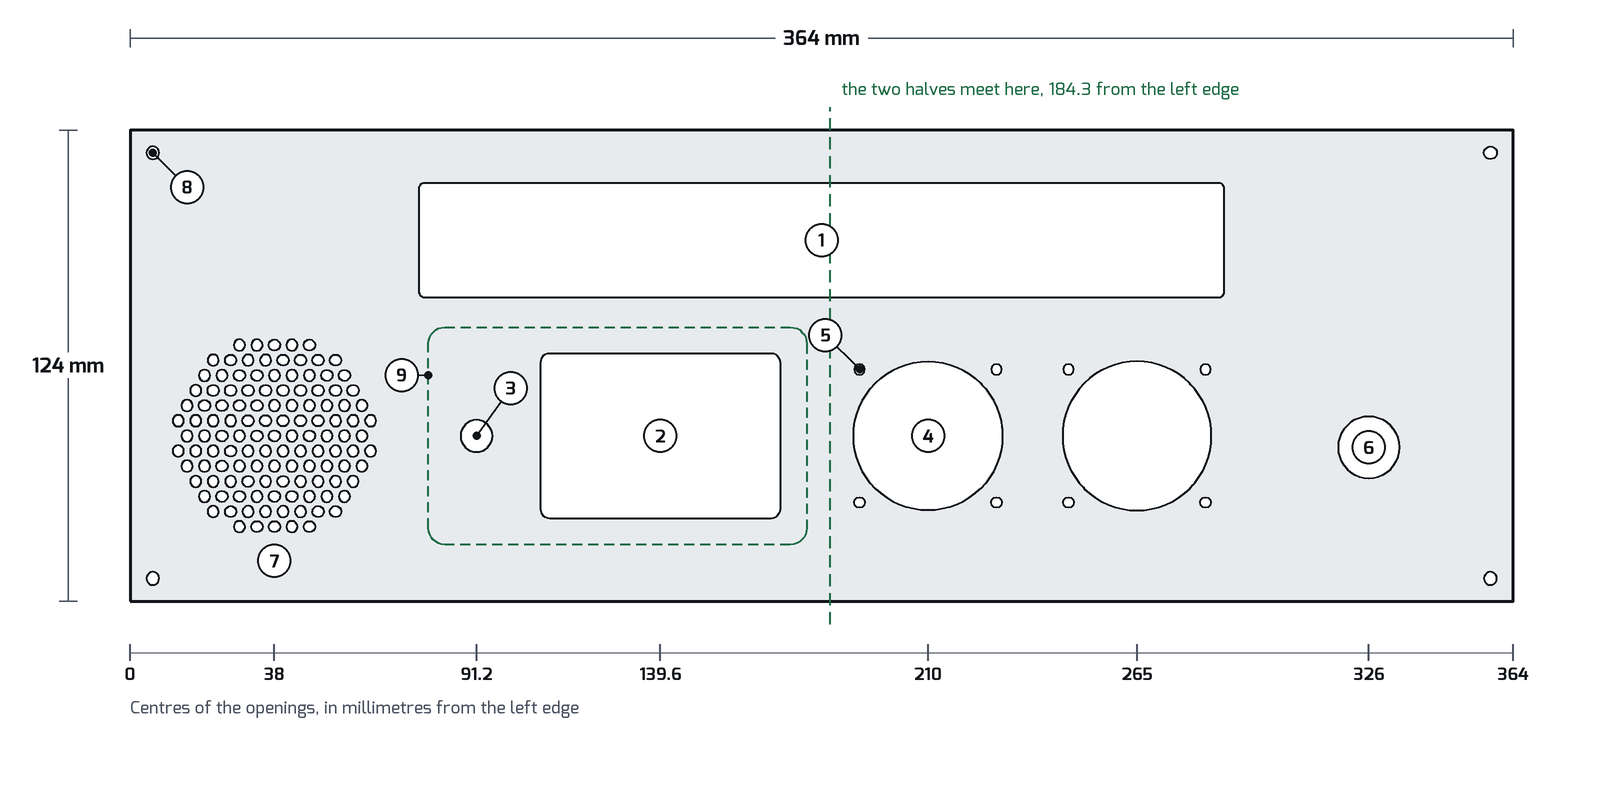 364 mm
the two halves meet here, 184.3 from the left edge
8
1
5
124 mm
9
3
2
4
6
7
0 38 91.2 139.6 210 265 326 364
Centres of the openings, in millimetres from the left edge